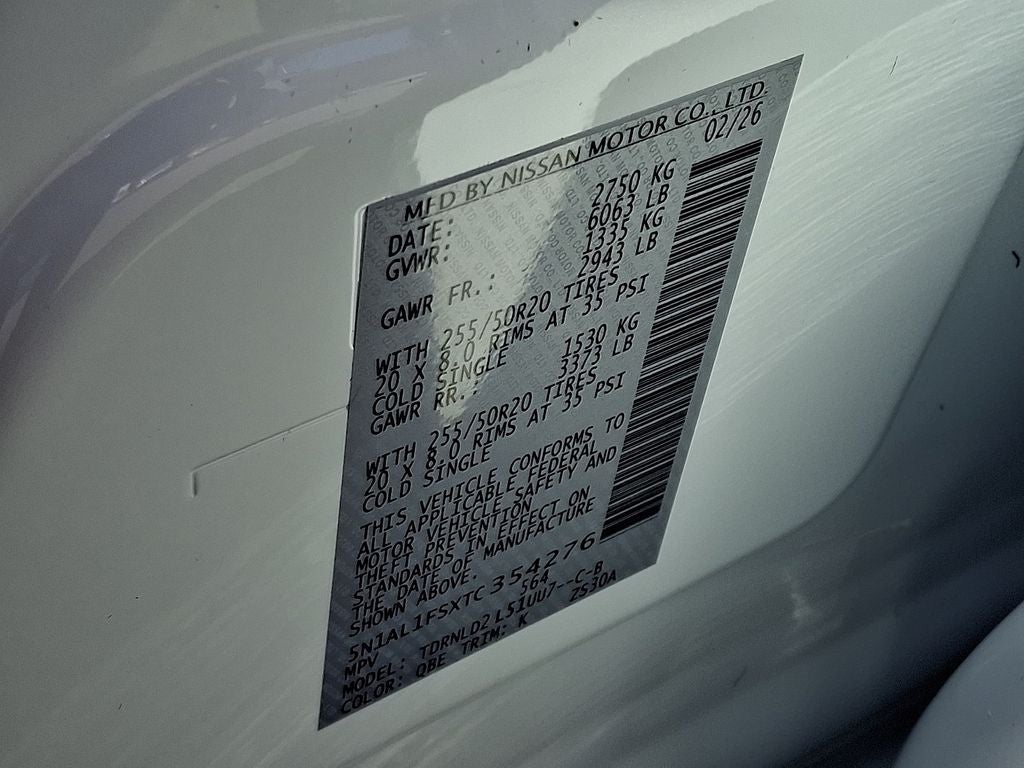 MFD BY NISSAN MOTOR CO., LTD.
DATE: 02/26
GVWR: 2750 KG
6063 LB
GAWR FR.: 1335 KG
2943 LB
WITH 255/50R20 TIRES
20 X 8.0 RIMS AT 35 PSI
COLD SINGLE
GAWR RR.: 1530 KG
3373 LB
WITH 255/50R20 TIRES
20 X 8.0 RIMS AT 35 PSI
COLD SINGLE
THIS VEHICLE CONFORMS TO
ALL APPLICABLE FEDERAL
MOTOR VEHICLE SAFETY AND
THEFT PREVENTION
STANDARDS IN EFFECT ON
THE DATE OF MANUFACTURE
SHOWN ABOVE.
5N1AL1FSXTC354276
MPV S64
MODEL: TDRNLD2 L51UU7--C-B
COLOR: QBE TRIM: K ZS30A